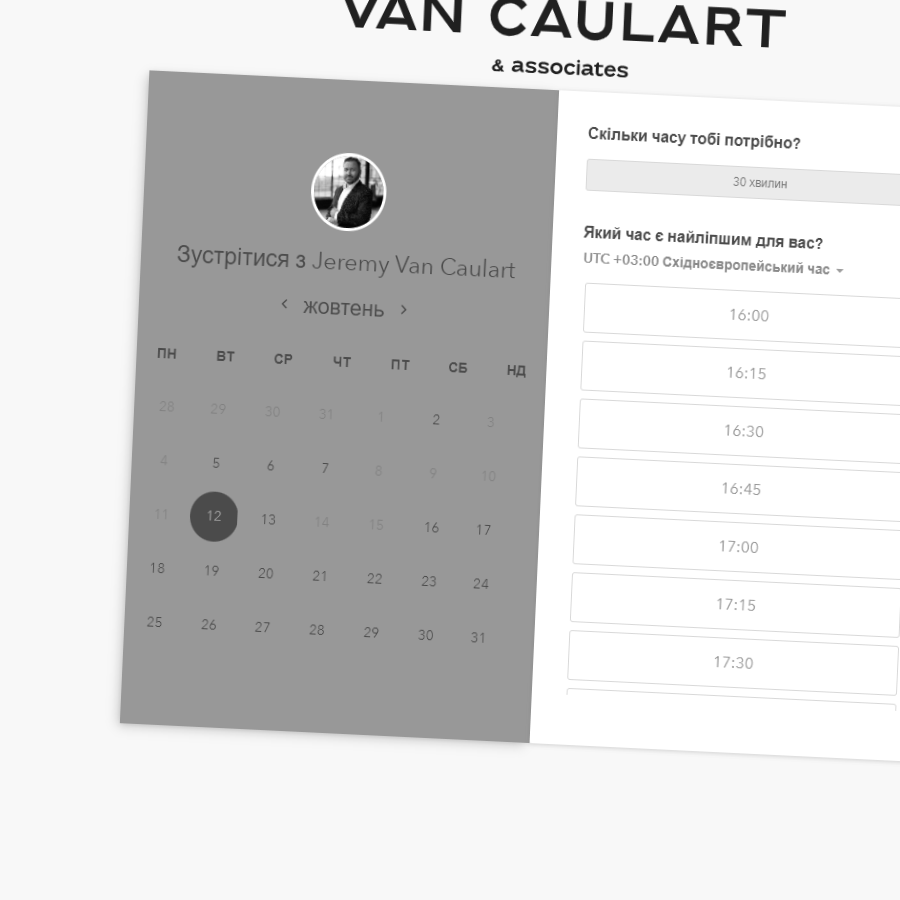 VAN CAULART
& associates
Зустрітися з Jeremy Van Caulart
жовтень
ПН ВТ СР ЧТ ПТ СБ НД
28 29 30 31 1 2 3
4 5 6 7 8 9 10
11 12 13 14 15 16 17
18 19 20 21 22 23 24
25 26 27 28 29 30 31
Скільки часу тобі потрібно?
30 хвилин
Який час є найліпшим для вас?
UTC +03:00 Східноєвропейський час
16:00
16:15
16:30
16:45
17:00
17:15
17:30